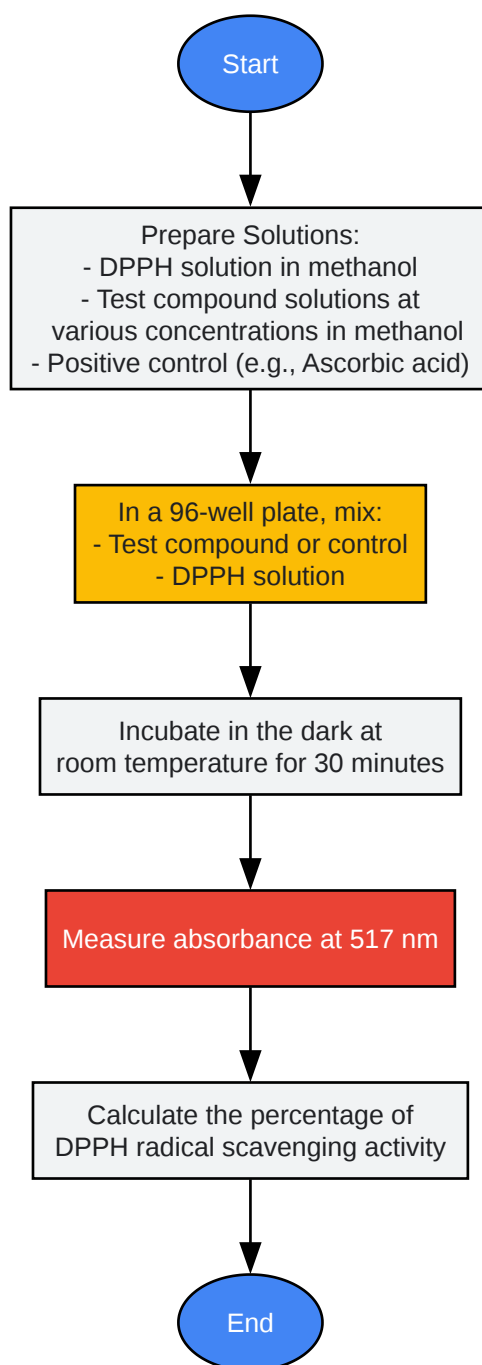 Start
Prepare Solutions:
- DPPH solution in methanol
- Test compound solutions at
various concentrations in methanol
- Positive control (e.g., Ascorbic acid)
In a 96-well plate, mix:
- Test compound or control
- DPPH solution
Incubate in the dark at
room temperature for 30 minutes
Measure absorbance at 517 nm
Calculate the percentage of
DPPH radical scavenging activity
End